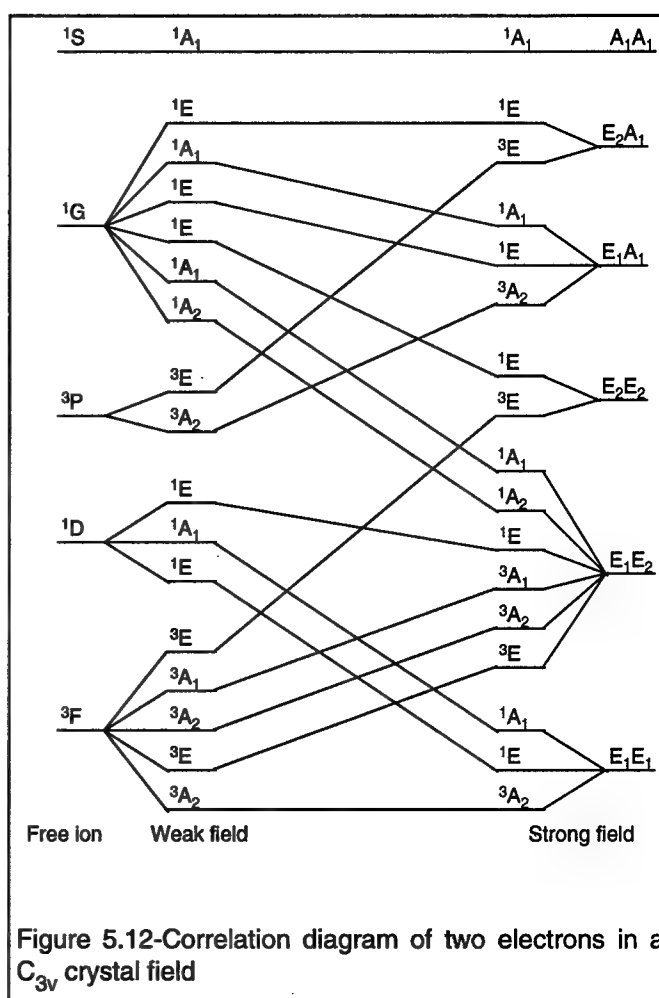 ¹S ¹A₁ ¹A₁ A₁A₁
¹E ¹E
E₂A₁
¹A₁ ³E
¹E
¹G ¹A₁
¹E
¹E E₁A₁
¹A₁
³A₂
¹A₂
¹E
³E E₂E₂
³P ³E
³A₂
¹A₁
¹E ¹A₂
¹D ¹A₁ ¹E
E₁E₂
¹E ³A₁
³A₂
³E
³E
³A₁
³F ³A₂ ¹A₁
³E ¹E E₁E₁
³A₂ ³A₂
Free ion Weak field Strong field
Figure 5.12-Correlation diagram of two electrons in a
C₃ᵥ crystal field